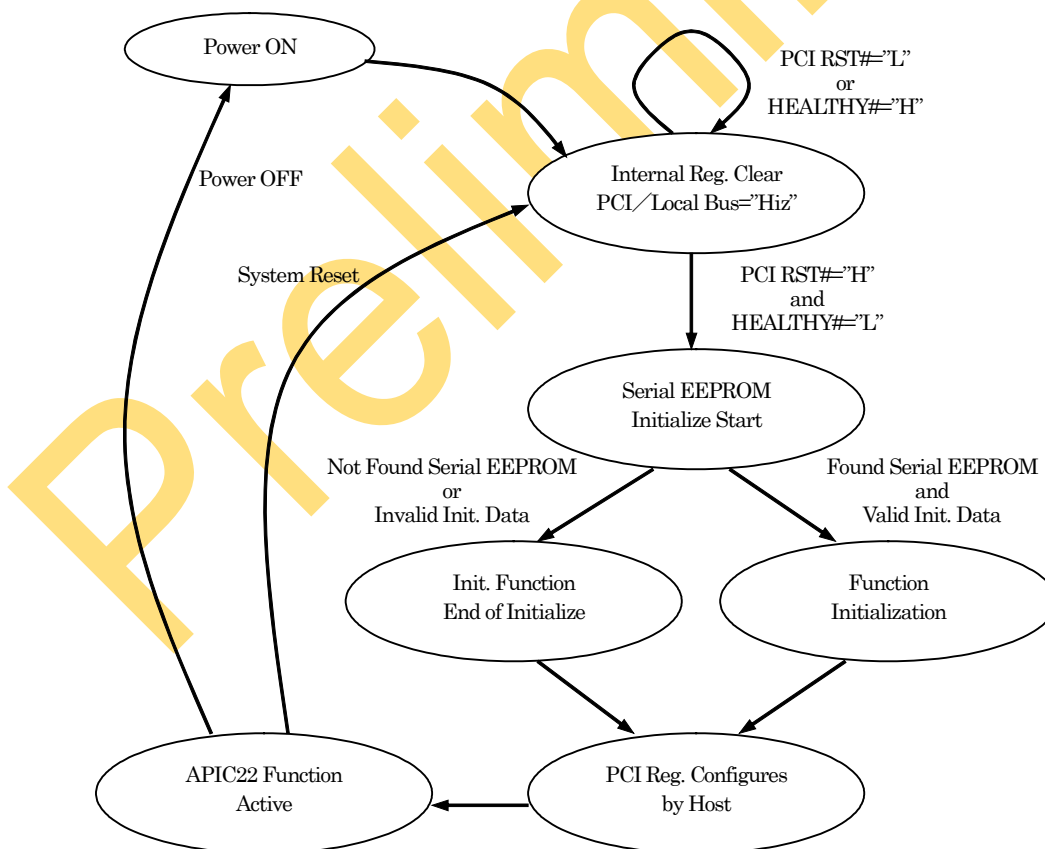 Power ON
PCI RST#="L"
or
HEALTHY#="H"
Internal Reg. Clear
PCI／Local Bus="Hiz"
Power OFF
System Reset
PCI RST#="H"
and
HEALTHY#="L"
Serial EEPROM
Initialize Start
Not Found Serial EEPROM
or
Invalid Init. Data
Found Serial EEPROM
and
Valid Init. Data
Init. Function
End of Initialize
Function
Initialization
APIC22 Function
Active
PCI Reg. Configures
by Host